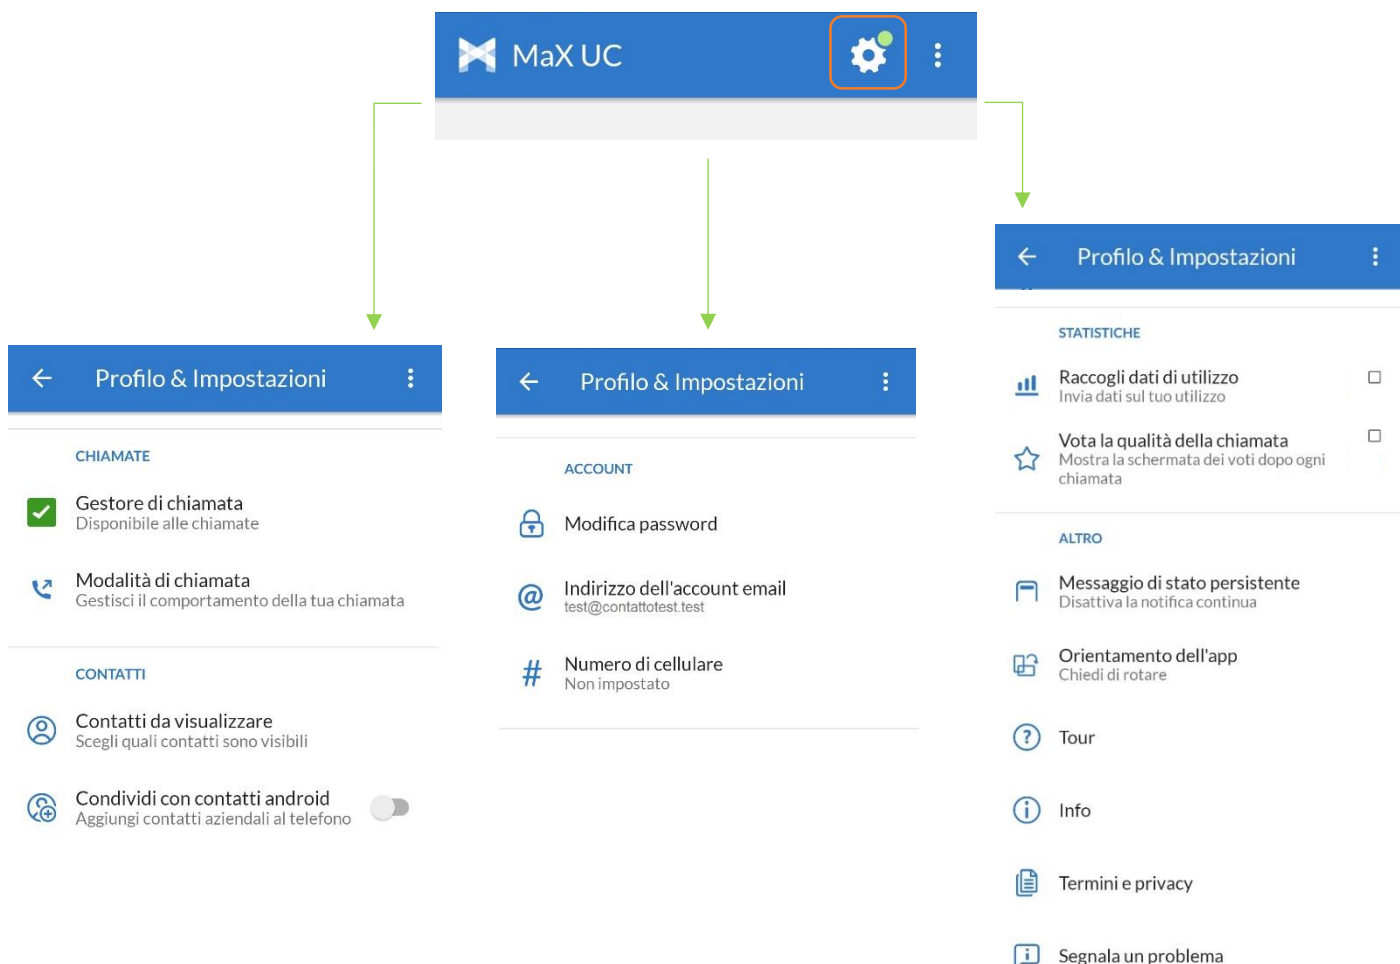 MaX UC
Profilo & Impostazioni
CHIAMATE
Gestore di chiamata
Disponibile alle chiamate
Modalità di chiamata
Gestisci il comportamento della tua chiamata
CONTATTI
Contatti da visualizzare
Scegli quali contatti sono visibili
Condividi con contatti android
Aggiungi contatti aziendali al telefono
Profilo & Impostazioni
ACCOUNT
Modifica password
Indirizzo dell'account email
test@contattotest.test
Numero di cellulare
Non impostato
Profilo & Impostazioni
STATISTICHE
Raccogli dati di utilizzo
Invia dati sul tuo utilizzo
Vota la qualità della chiamata
Mostra la schermata dei voti dopo ogni
chiamata
ALTRO
Messaggio di stato persistente
Disattiva la notifica continua
Orientamento dell'app
Chiedi di rotare
Tour
Info
Termini e privacy
Segnala un problema